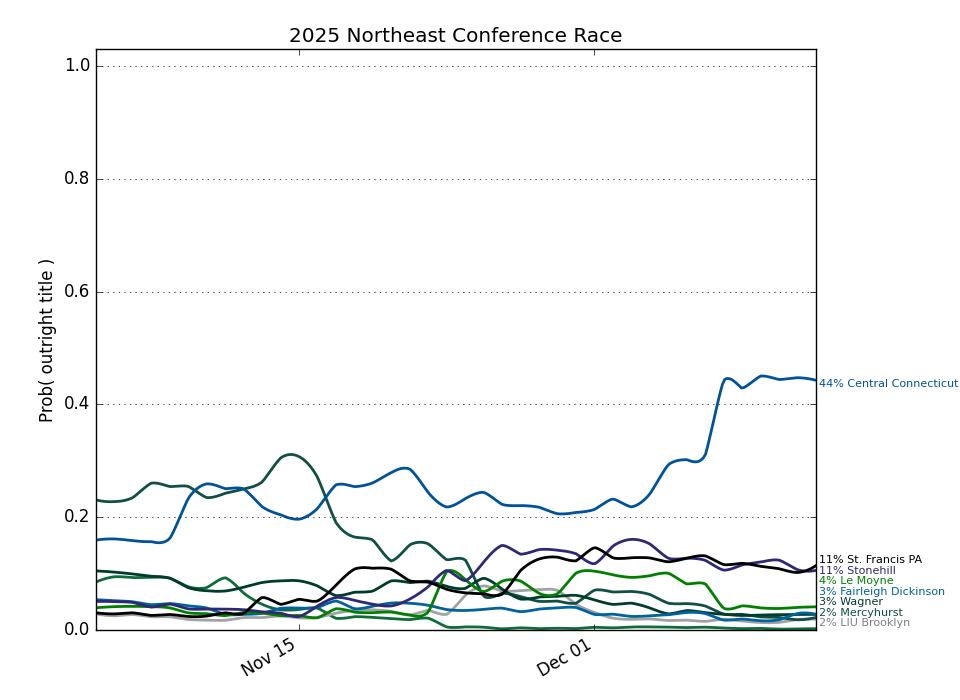 2025 Northeast Conference Race
Prob( outright title )
1.0
0.8
0.6
0.4
0.2
0.0
Nov 15
Dec 01
44% Central Connecticut
11% St. Francis PA
11% Stonehill
4% Le Moyne
3% Fairleigh Dickinson
3% Wagner
2% Mercyhurst
2% LIU Brooklyn